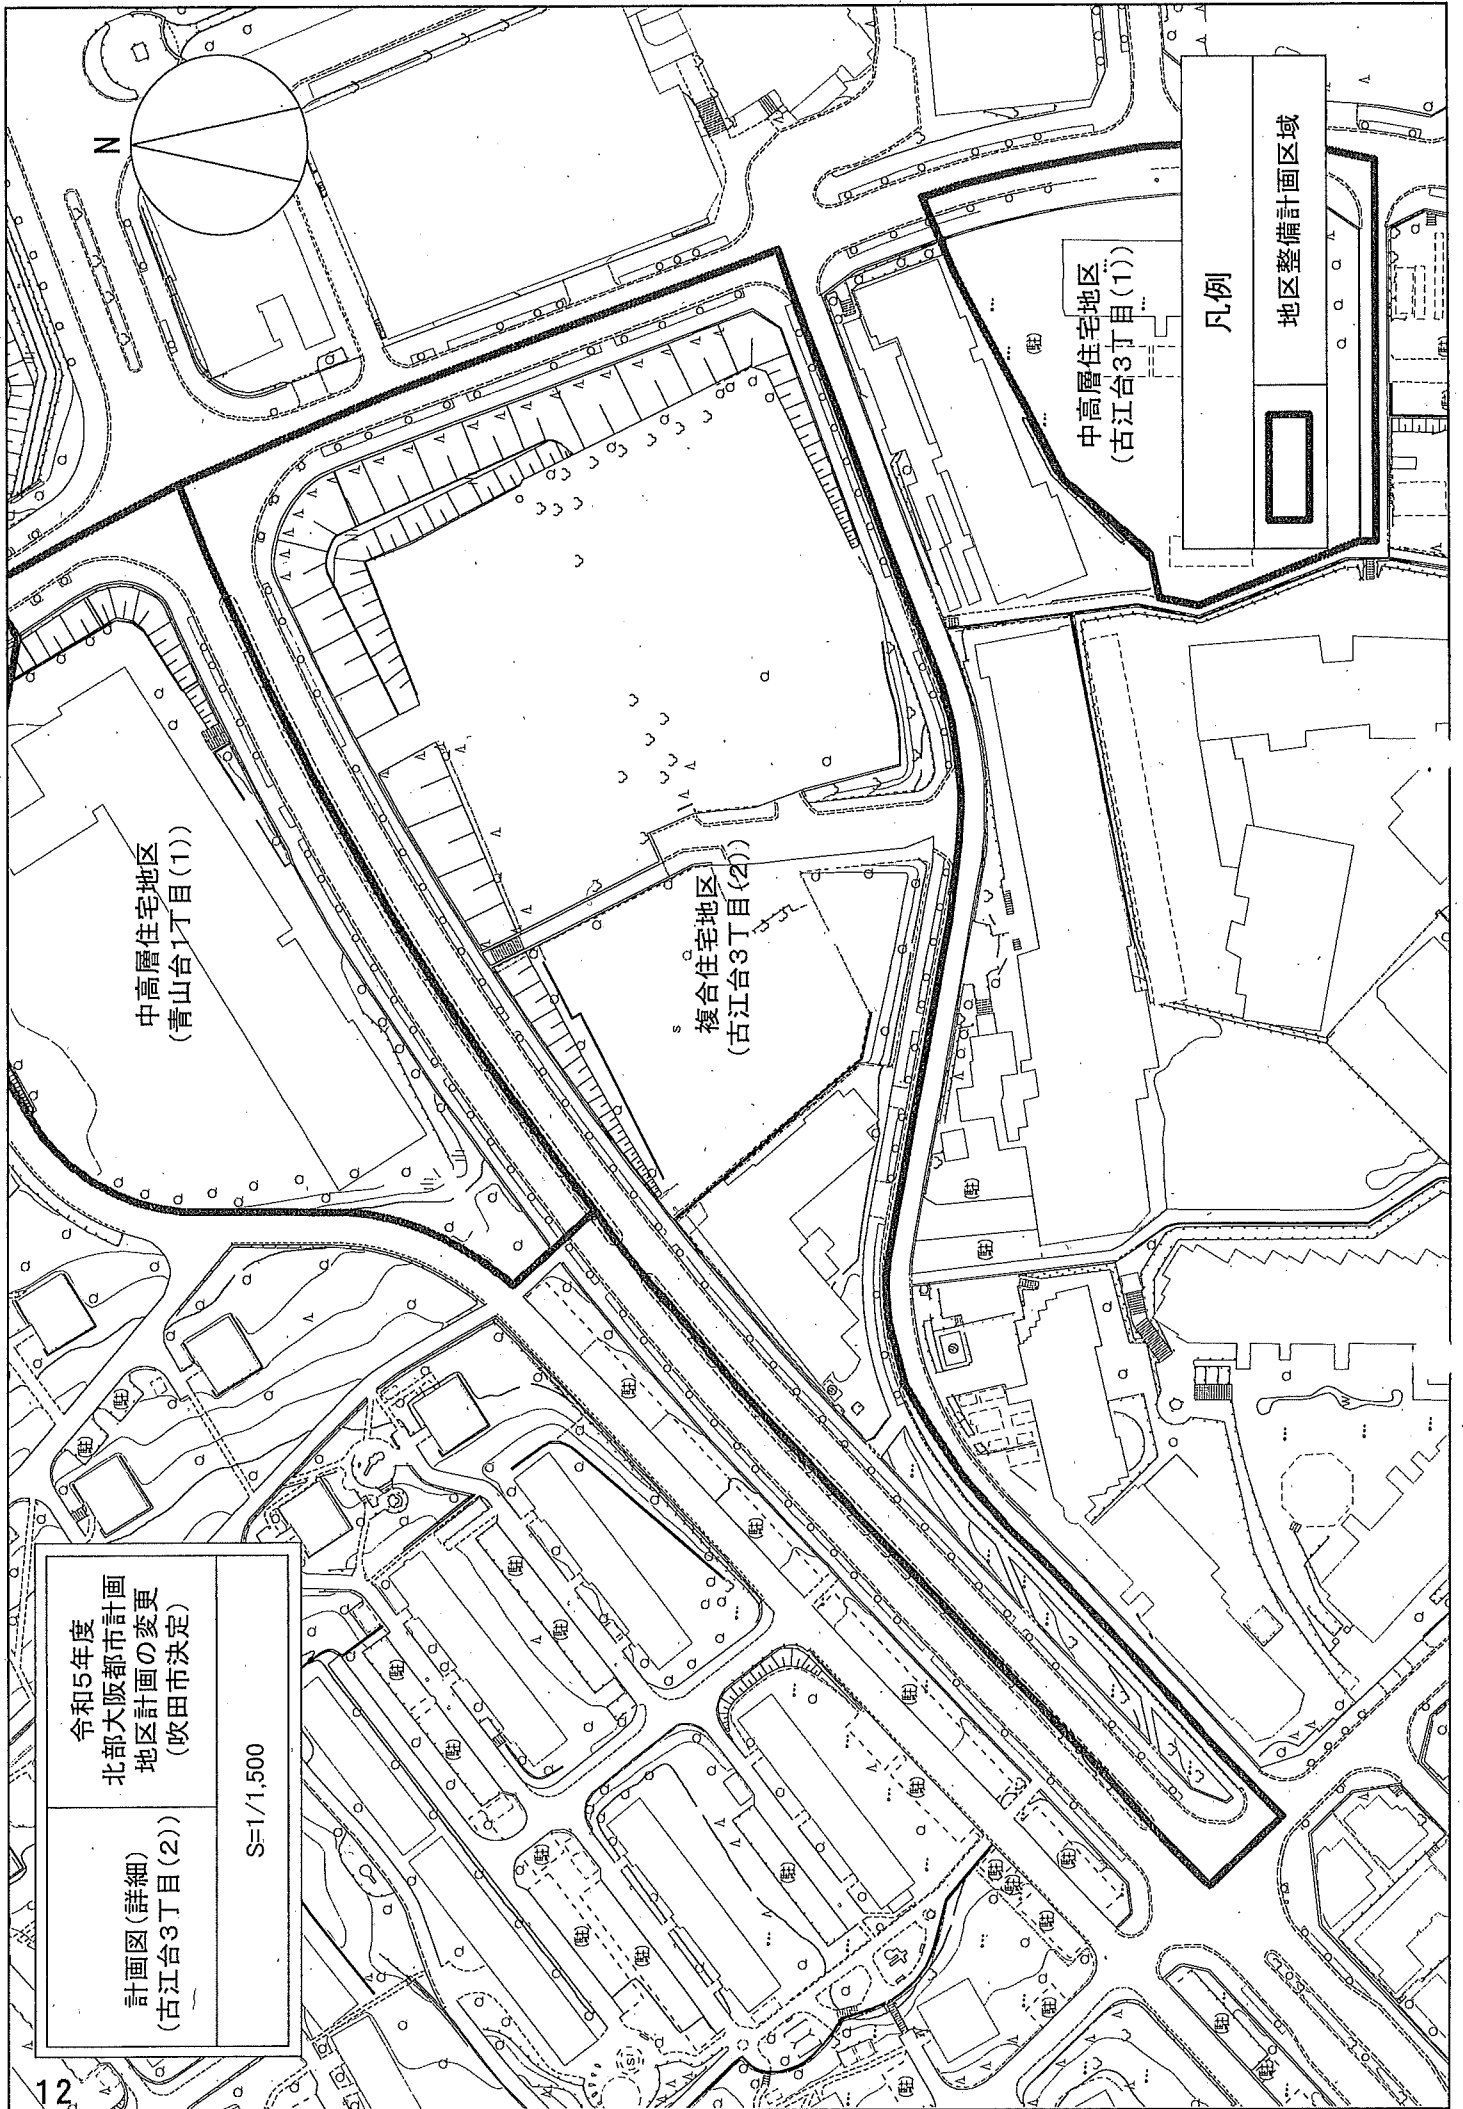 令和5年度
北部大阪都市計画
地区計画の変更
(吹田市決定)
計画図(詳細)
(古江台3丁目(2))
S=1/1,500
12
N
中高層住宅地区
(青山台1丁目(1))
複合住宅地区
(古江台3丁目(2))
中高層住宅地区
(古江台3丁目(1))
凡例
地区整備計画区域